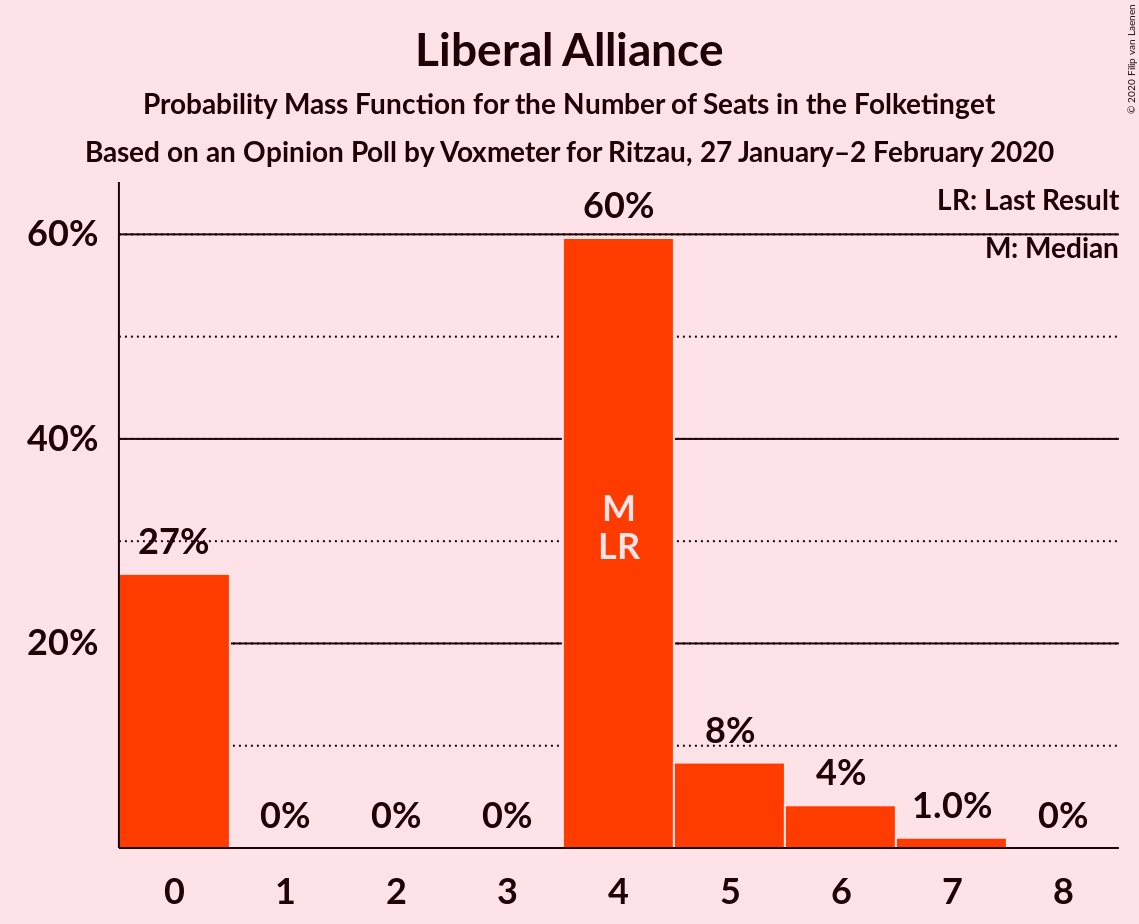 Liberal Alliance
Probability Mass Function for the Number of Seats in the Folketinget
Based on an Opinion Poll by Voxmeter for Ritzau, 27 January–2 February 2020
© 2020 Filip van Laenen
LR: Last Result
M: Median
60%
40%
20%
27%
0%
0%
0%
60%
M
LR
8%
4%
1.0%
0%
0 1 2 3 4 5 6 7 8